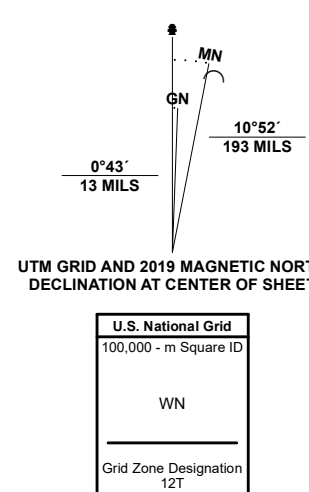 MN
GN
10°52´
193 MILS
0°43´
13 MILS
UTM GRID AND 2019 MAGNETIC NORT
DECLINATION AT CENTER OF SHEET
U.S. National Grid
100,000 - m Square ID
WN
Grid Zone Designation
12T